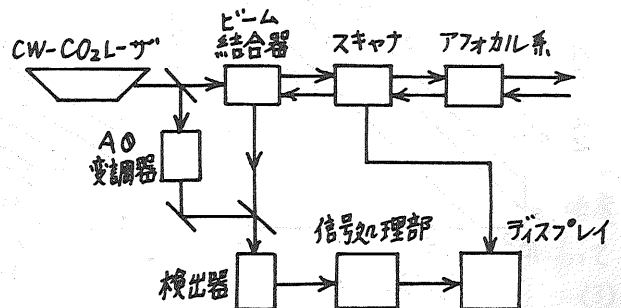 CW-CO2レーザ
ビーム
結合器
スキャナ
アフォカル系
AO
変調器
検出器
信号処理部
ディスプレイ